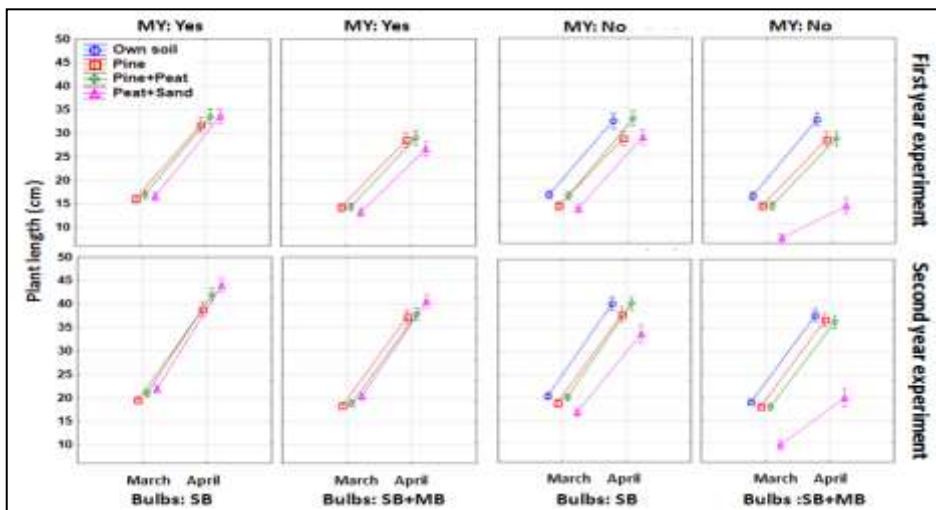 MY: Yes
MY: Yes
MY: No
MY: No
Own soil
Pine
Pine+Peat
Peat+Sand
50
45
40
35
30
25
20
15
10
First year experiment
Plant length (cm)
50
45
40
35
30
25
20
15
10
Second year experiment
March April
March April
March April
March April
Bulbs: SB
Bulbs: SB+MB
Bulbs: SB
Bulbs :SB+MB